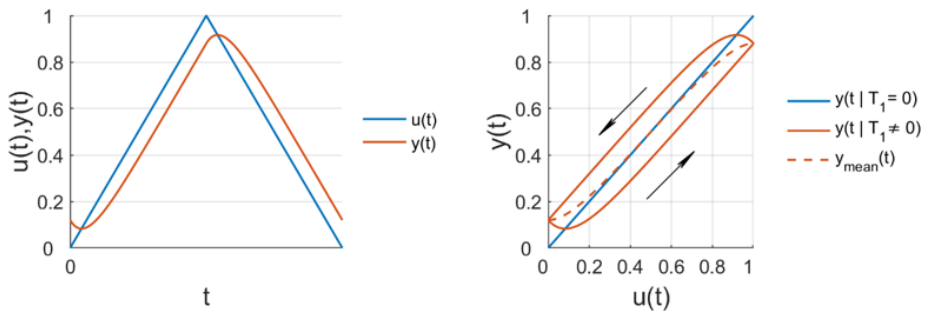 1
0.8
0.6
0.4
0.2
0
0
u(t),y(t)
t
u(t)
y(t)
1
0.8
0.6
0.4
0.2
0
0 0.2 0.4 0.6 0.8 1
y(t)
u(t)
y(t | T₁ = 0)
y(t | T₁ ≠ 0)
y_mean(t)